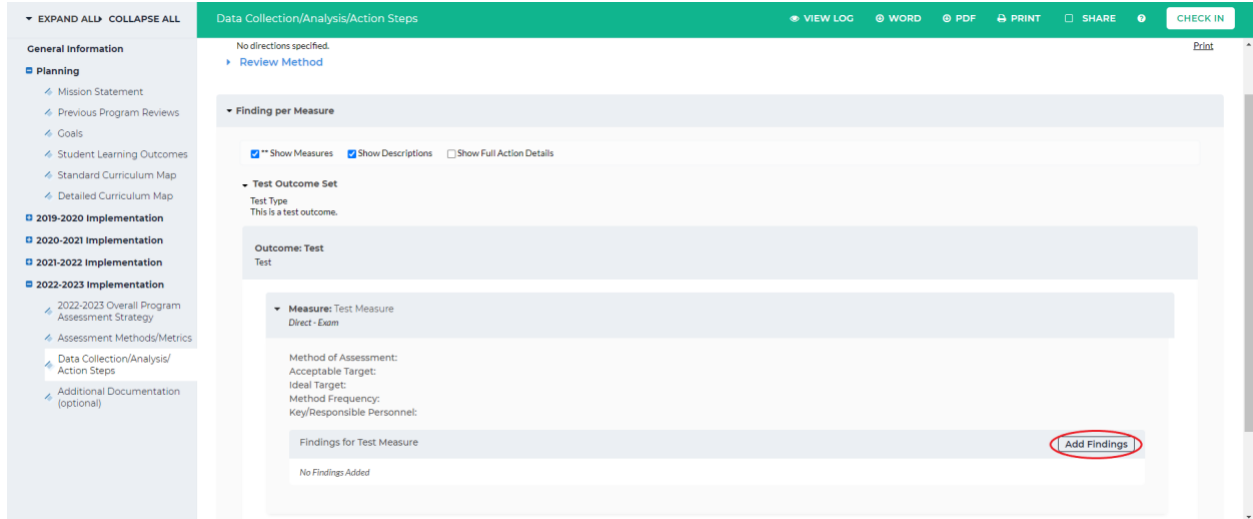 EXPAND ALL COLLAPSE ALL
Data Collection/Analysis/Action Steps
VIEW LOG WORD PDF PRINT SHARE CHECK IN
General Information
Planning
Mission Statement
Previous Program Reviews
Goals
Student Learning Outcomes
Standard Curriculum Map
Detailed Curriculum Map
2019-2020 Implementation
2020-2021 Implementation
2021-2022 Implementation
2022-2023 Implementation
2022-2023 Overall Program
Assessment Strategy
Assessment Methods/Metrics
Data Collection/Analysis/
Action Steps
Additional Documentation
(optional)
No directions specified.
Print
Review Method
Finding per Measure
** Show Measures Show Descriptions Show Full Action Details
Test Outcome Set
Test Type
This is a test outcome.
Outcome: Test
Test
Measure: Test Measure
Direct - Exam
Method of Assessment:
Acceptable Target:
Ideal Target:
Method Frequency:
Key/Responsible Personnel:
Findings for Test Measure
Add Findings
No Findings Added